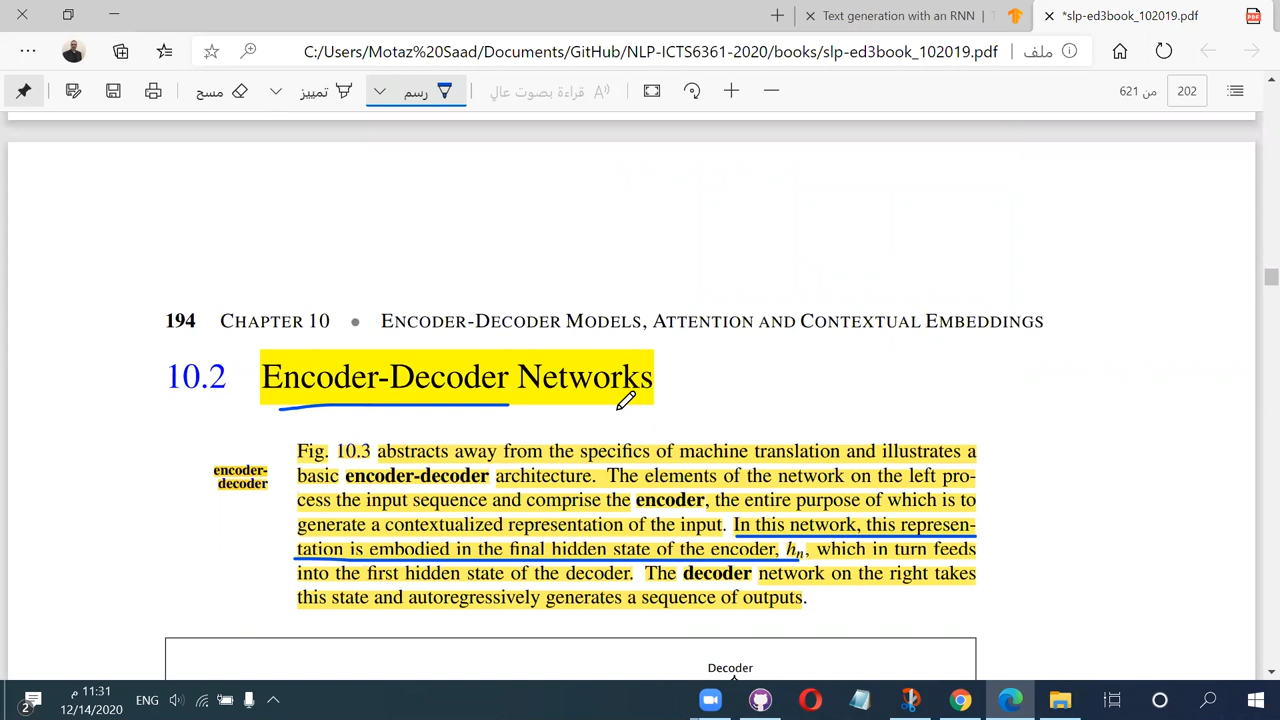 Text generation with an RNN | T
*slp-ed3book_102019.pdf
C:/Users/Motaz%20Saad/Documents/GitHub/NLP-ICTS6361-2020/books/slp-ed3book_102019.pdf
ملف
مسح
تمييز
رسم
قراءة بصوت عالٍ
من 621
202
194 CHAPTER 10 • ENCODER-DECODER MODELS, ATTENTION AND CONTEXTUAL EMBEDDINGS
10.2 Encoder-Decoder Networks
encoder-
decoder
Fig. 10.3 abstracts away from the specifics of machine translation and illustrates a
basic encoder-decoder architecture. The elements of the network on the left pro-
cess the input sequence and comprise the encoder, the entire purpose of which is to
generate a contextualized representation of the input. In this network, this represen-
tation is embodied in the final hidden state of the encoder, hn, which in turn feeds
into the first hidden state of the decoder. The decoder network on the right takes
this state and autoregressively generates a sequence of outputs.
Decoder
2
11:31 م
12/14/2020
ENG